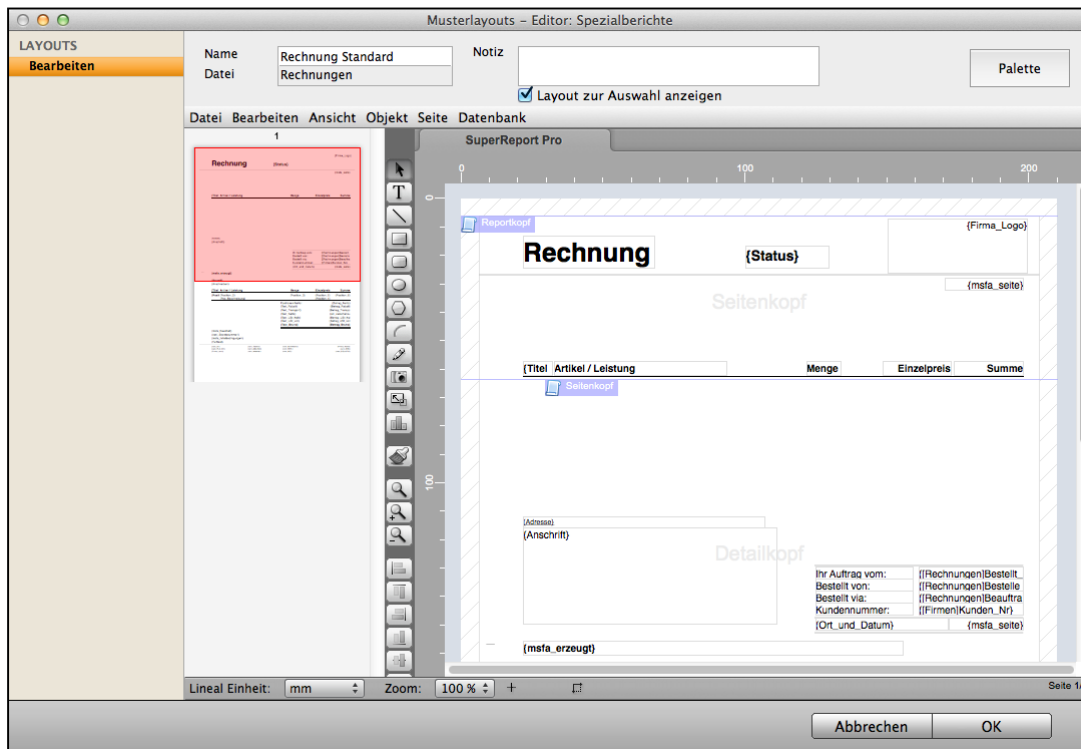 Musterlayouts – Editor: Spezialberichte
LAYOUTS
Bearbeiten
Name Rechnung Standard Notiz
Datei Rechnungen
Palette
Layout zur Auswahl anzeigen
Datei Bearbeiten Ansicht Objekt Seite Datenbank
1
SuperReport Pro
0 100 200
0
100
Reportkopf
{Firma_Logo}
Rechnung {Status}
{msfa_seite}
Seitenkopf
{Titel Artikel / Leistung Menge Einzelpreis Summe
Seitenkopf
{Adresse}
{Anschrift}
Detailkopf
Ihr Auftrag vom: {[Rechnungen]Bestellt_
Bestellt von: {[Rechnungen]Bestelle
Bestellt via: {[Rechnungen]Beauftra
Kundennummer: {[Firmen]Kunden_Nr}
{Ort_und_Datum} {msfa_seite}
{msfa_erzeugt}
Rechnung
Lineal Einheit: mm Zoom: 100 % Seite 1/
Abbrechen OK